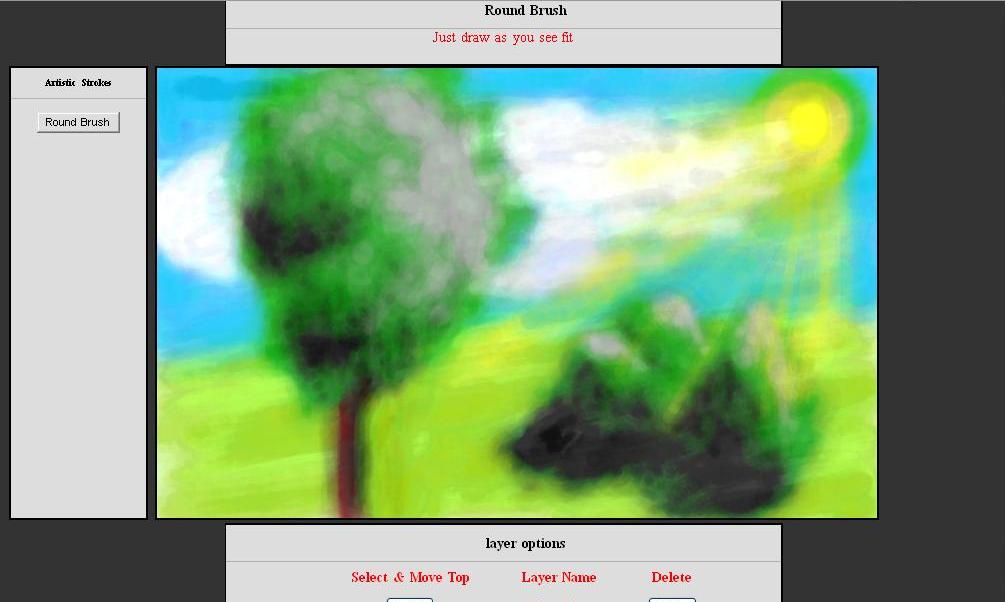 Round Brush
Just draw as you see fit
Artistic Strokes
Round Brush
layer options
Select & Move Top Layer Name Delete